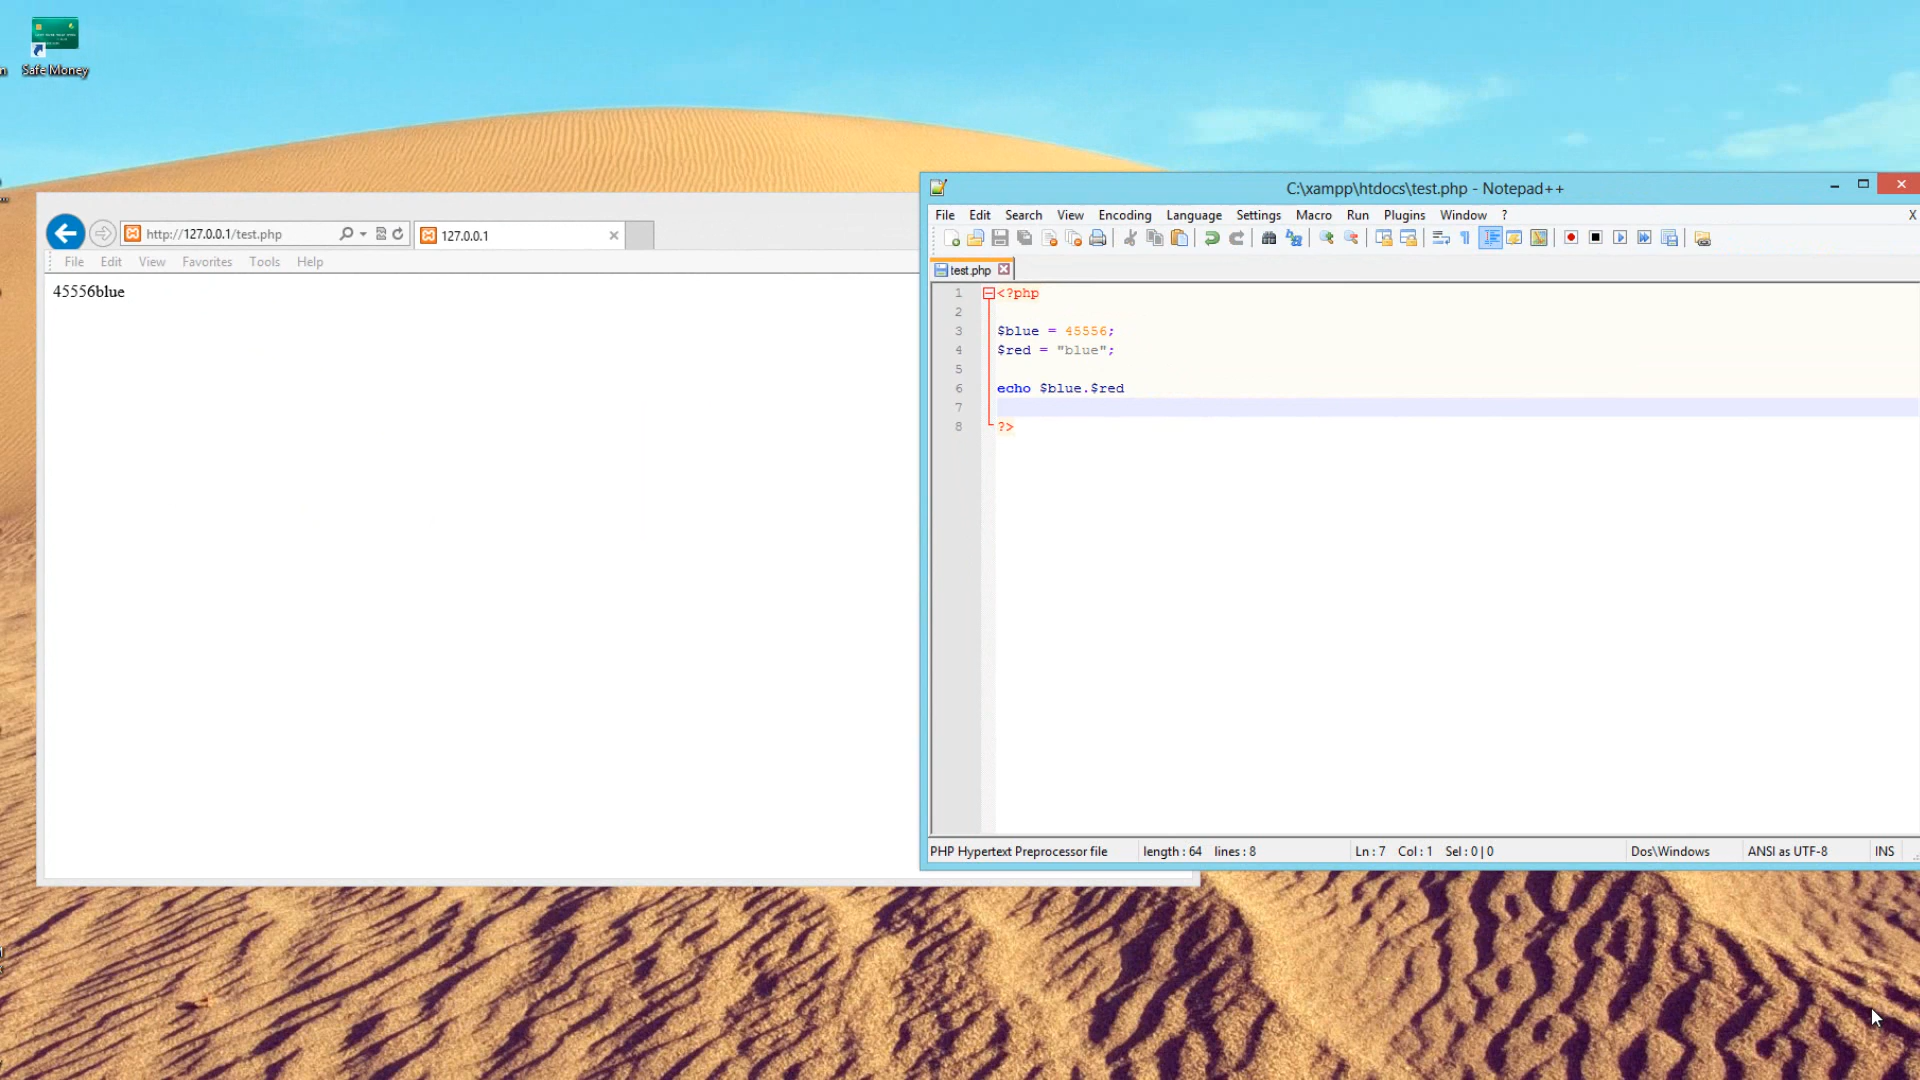 Safe Money
http://127.0.0.1/test.php
127.0.0.1
File Edit View Favorites Tools Help
45556blue
C:\xampp\htdocs\test.php - Notepad++
File Edit Search View Encoding Language Settings Macro Run Plugins Window ? X
test.php
1 <?php
2
3 $blue = 45556;
4 $red = "blue";
5
6 echo $blue.$red
7
8 ?>
PHP Hypertext Preprocessor file length : 64 lines : 8 Ln : 7 Col : 1 Sel : 0 | 0 Dos\Windows ANSI as UTF-8 INS